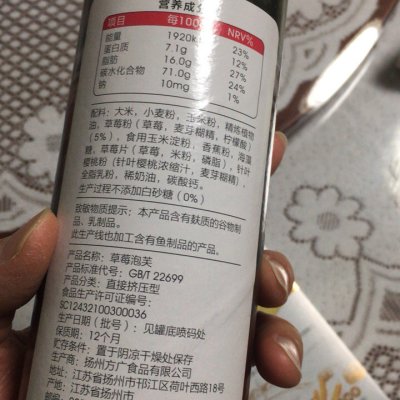 营养成分
项目 每100 NRV%
能量 1920k 23%
蛋白质 7.1g 12%
脂肪 16.0g 27%
碳水化合物 71.0g 24%
钠 10mg 1%
配料：大米，小麦粉，玉米粉，精炼植物
油，草莓粉（草莓，麦芽糊精，柠檬酸）
（5%），食用玉米淀粉，香蕉粉，海藻
糖，草莓片（草莓，米粉，磷脂），针叶
樱桃粉（针叶樱桃浓缩汁，麦芽糊精），
全脂乳粉，稀奶油，碳酸钙。
生产过程不添加白砂糖（0%）
致敏物质提示：本产品含有麸质的谷物制
品、乳制品。
此生产线也加工含有鱼制品的产品。
产品名称：草莓泡芙
产品标准代号：GB/T 22699
产品分类：直接挤压型
食品生产许可证编号：
SC12432100300036
生产日期（批号）：见罐底喷码处
保质期：12个月
贮存条件：置于阴凉干燥处保存
生产商：扬州方广食品有限公司
地址：江苏省扬州市邗江区荷叶西路18号
产地：江苏省扬州市